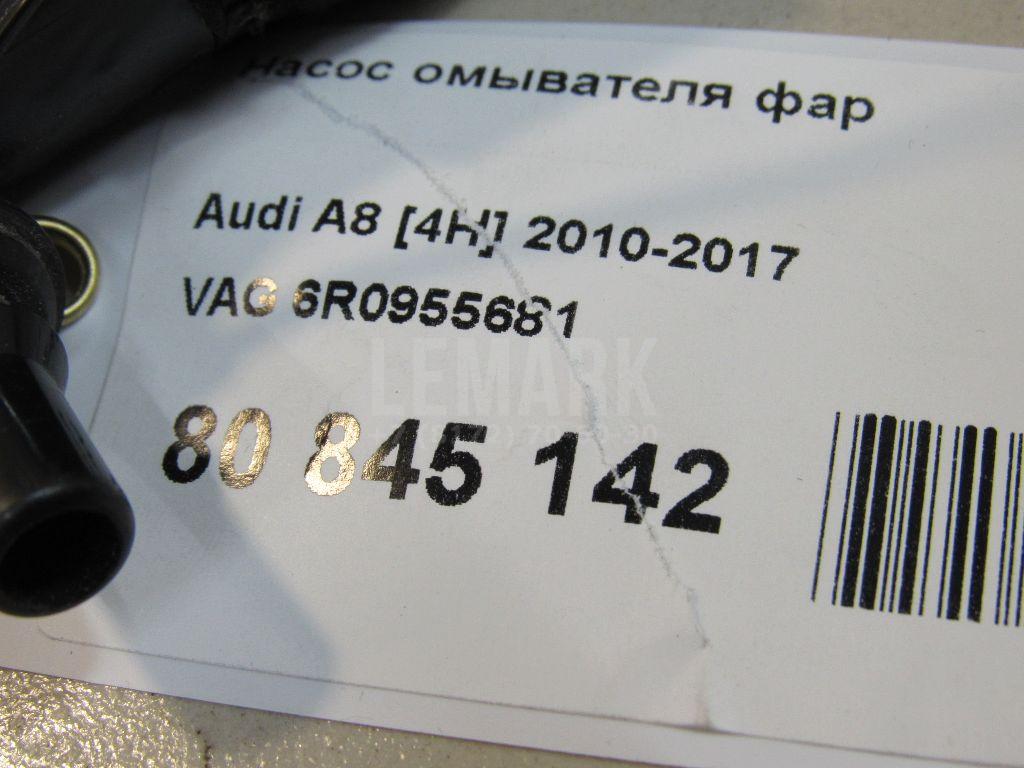 Насос омывателя фар
Audi A8 [4H] 2010-2017
VAG 6R0955681
LEMARK
80 845 142